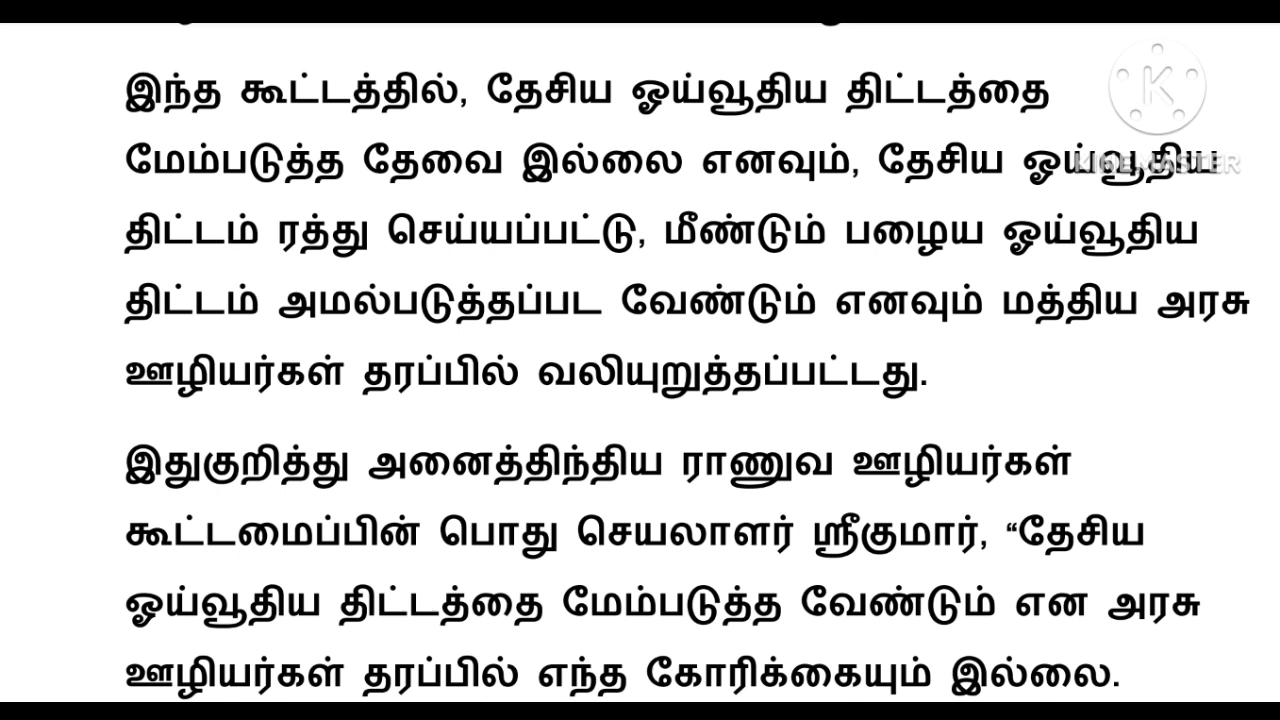 இந்த கூட்டத்தில், தேசிய ஓய்வூதிய திட்டத்தை
மேம்படுத்த தேவை இல்லை எனவும், தேசிய ஓய்வூதிய
திட்டம் ரத்து செய்யப்பட்டு, மீண்டும் பழைய ஓய்வூதிய
திட்டம் அமல்படுத்தப்பட வேண்டும் எனவும் மத்திய அரசு
ஊழியர்கள் தரப்பில் வலியுறுத்தப்பட்டது.
இதுகுறித்து அனைத்திந்திய ராணுவ ஊழியர்கள்
கூட்டமைப்பின் பொது செயலாளர் ஸ்ரீகுமார், “தேசிய
ஓய்வூதிய திட்டத்தை மேம்படுத்த வேண்டும் என அரசு
ஊழியர்கள் தரப்பில் எந்த கோரிக்கையும் இல்லை.
K
KINEMASTER